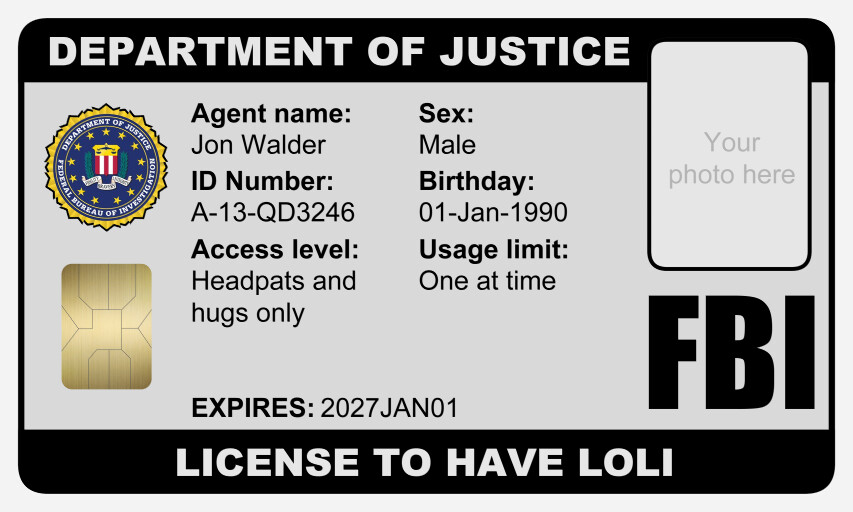 DEPARTMENT OF JUSTICE
DEPARTMENT OF JUSTICE
FEDERAL BUREAU OF INVESTIGATION
Agent name:
Jon Walder
Sex:
Male
ID Number:
A-13-QD3246
Birthday:
01-Jan-1990
Access level:
Headpats and
hugs only
Usage limit:
One at time
EXPIRES: 2027JAN01
Your
photo here
FBI
LICENSE TO HAVE LOLI